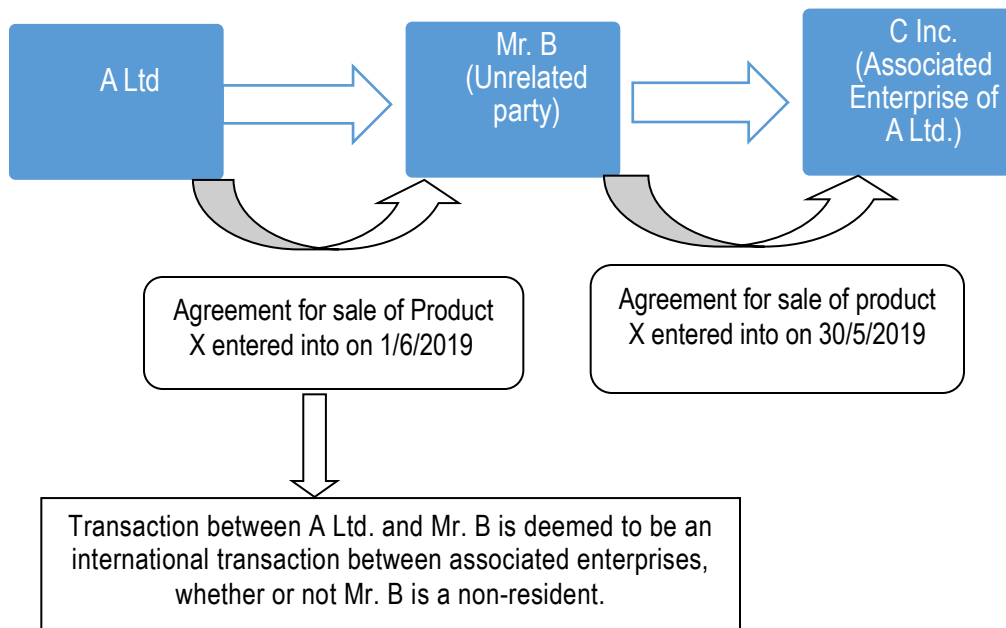 A Ltd
Mr. B
(Unrelated
party)
C Inc.
(Associated
Enterprise of
A Ltd.)
Agreement for sale of Product
X entered into on 1/6/2019
Agreement for sale of product
X entered into on 30/5/2019
Transaction between A Ltd. and Mr. B is deemed to be an
international transaction between associated enterprises,
whether or not Mr. B is a non-resident.